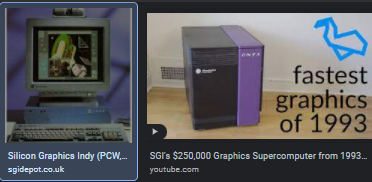 ONYX
fastest
graphics
of 1993
Silicon Graphics Indy (PCW,...
sgidepot.co.uk
SGI's $250,000 Graphics Supercomputer from 1993...
youtube.com